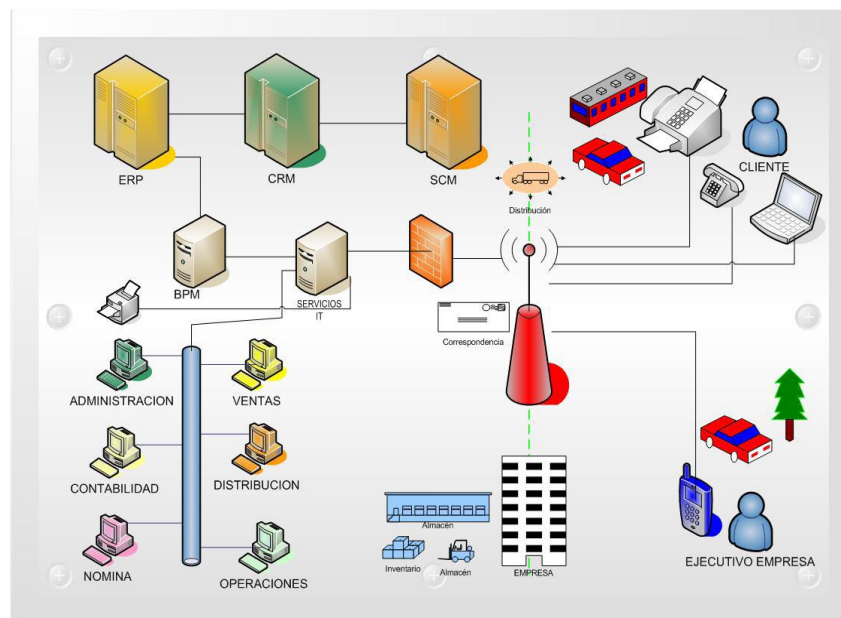 ERP
CRM
SCM
CLIENTE
Distribución
BPM
SERVICIOS
IT
Correspondencia
ADMINISTRACION
VENTAS
CONTABILIDAD
DISTRIBUCION
Almacén
NOMINA
OPERACIONES
Inventario
Almacén
EMPRESA
EJECUTIVO EMPRESA